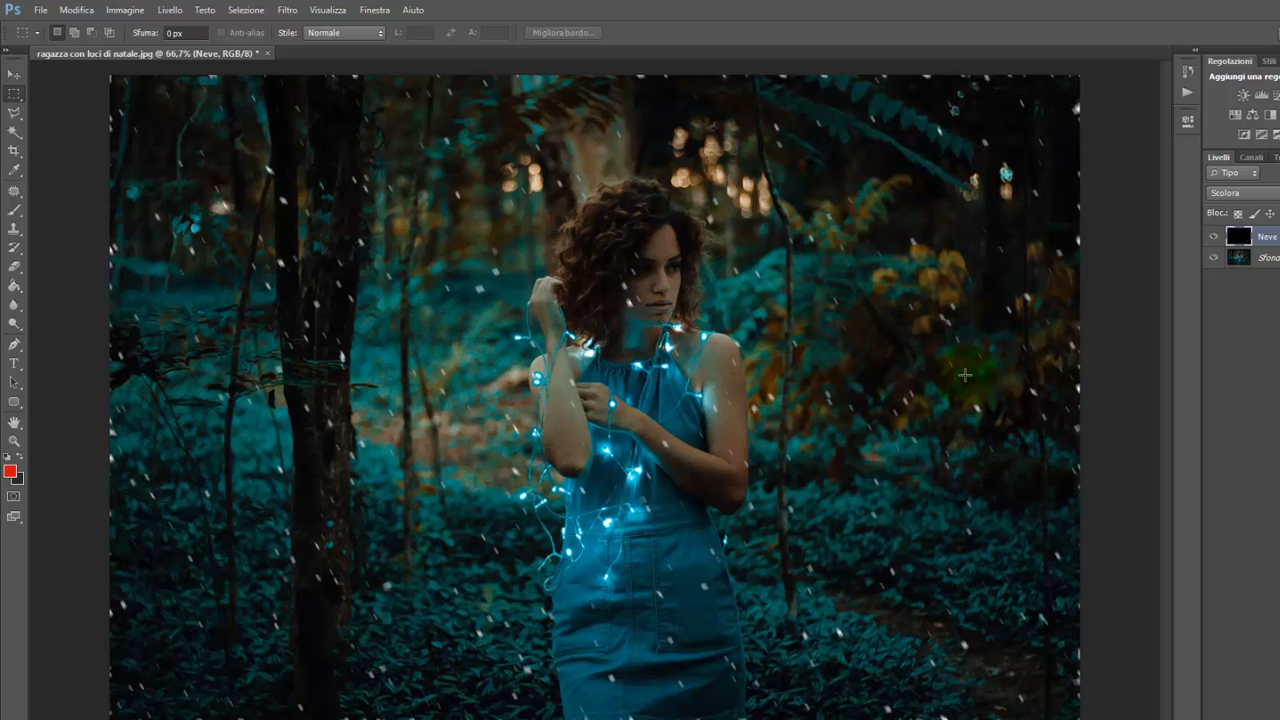 Ps File Modifica Immagine Livello Testo Selezione Filtro Visualizza Finestra Aiuto
Sfuma: 0 px Anti-alias Stile: Normale L: A: Migliora bordo...
ragazza con luci di natale.jpg @ 66,7% (Neve, RGB/8) * ×
Regolazioni Stili
Aggiungi una rego
Livelli Canali T
Tipo
Scolora
Bloc.:
Neve
Sfondo